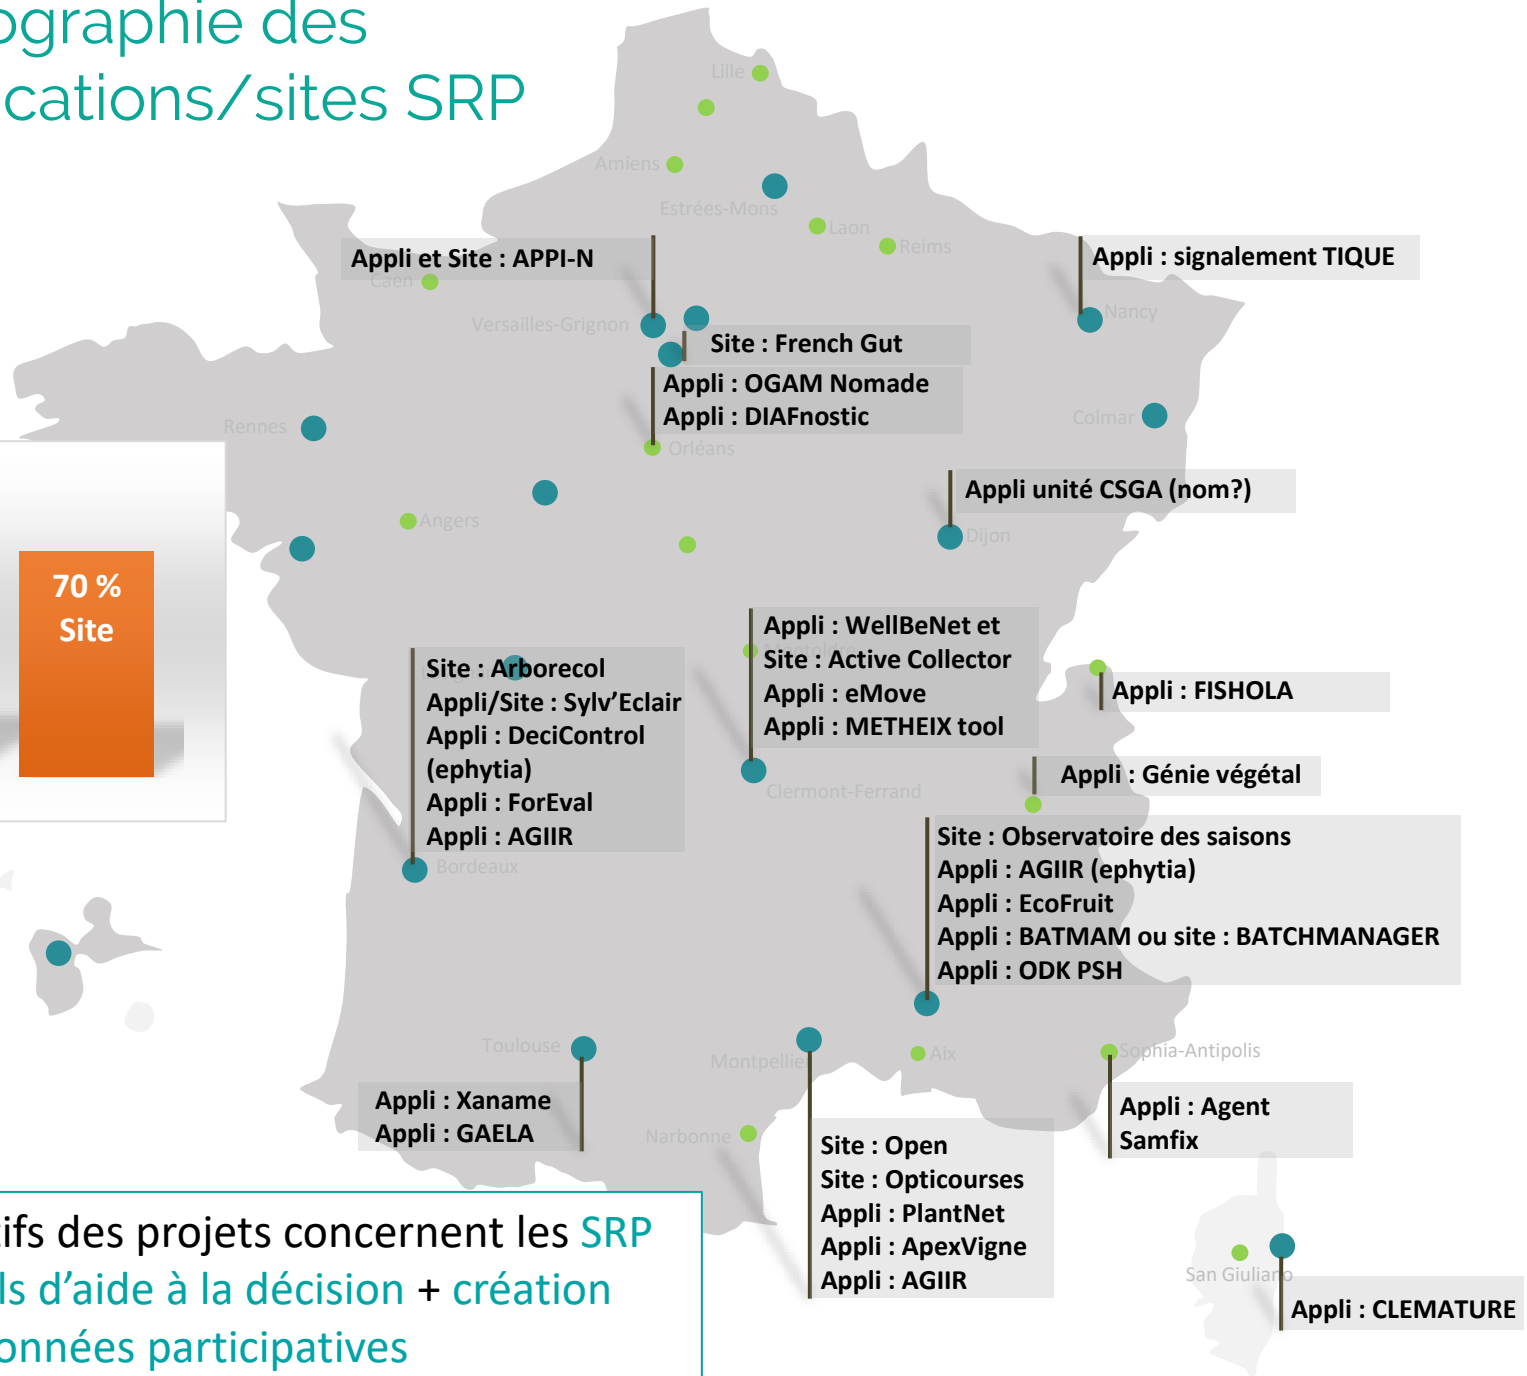 ographie des
ications/sites SRP
Lille
Amiens
Estrées-Mons
Laon
Reims
Appli et Site : APPI-N
Caen
Appli : signalement TIQUE
Nancy
Versailles-Grignon
Site : French Gut
Appli : OGAM Nomade
Appli : DIAFnostic
Orléans
Rennes
Colmar
Appli unité CSGA (nom?)
Dijon
Angers
70 %
Site
Appli : WellBeNet et
Site : Active Collector
Appli : eMove
Appli : METHEIX tool
Clermont-Ferrand
Site : Arborecol
Appli/Site : Sylv’Eclair
Appli : DeciControl
(ephytia)
Appli : ForEval
Appli : AGIIR
Bordeaux
Appli : FISHOLA
Appli : Génie végétal
Site : Observatoire des saisons
Appli : AGIIR (ephytia)
Appli : EcoFruit
Appli : BATMAM ou site : BATCHMANAGER
Appli : ODK PSH
Toulouse
Montpellier
Aix
Sophia-Antipolis
Appli : Xaname
Appli : GAELA
Narbonne
Site : Open
Site : Opticourses
Appli : PlantNet
Appli : ApexVigne
Appli : AGIIR
Appli : Agent
Samfix
San Giuliano
Appli : CLEMATURE
tifs des projets concernent les SRP
ls d’aide à la décision + création
onnées participatives